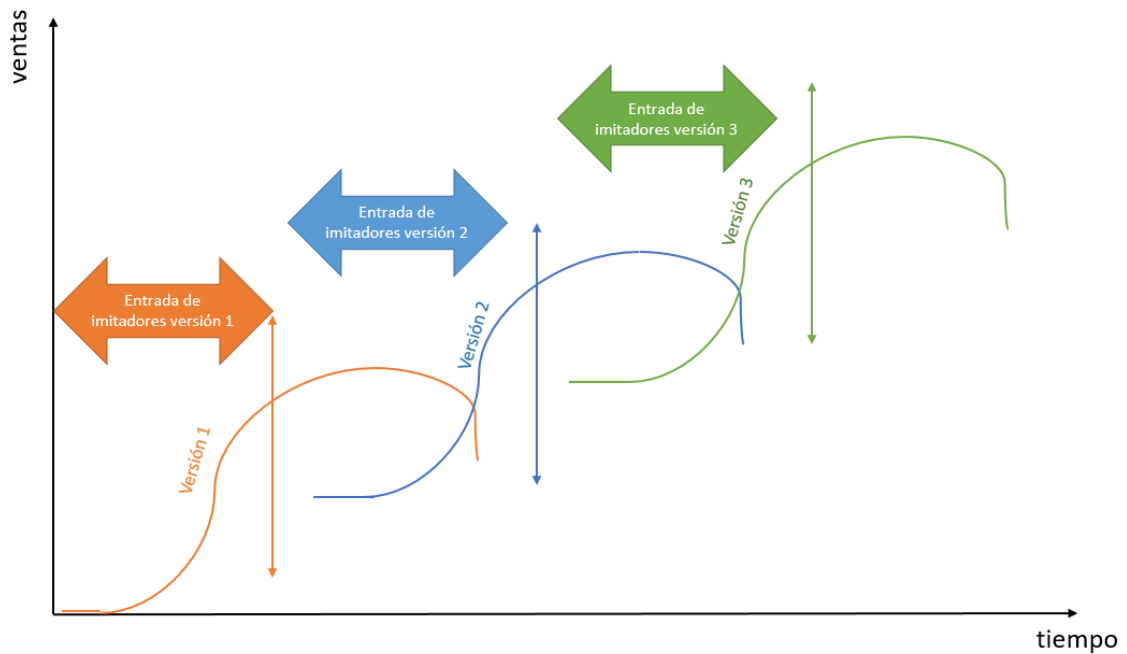 ventas
Entrada de
imitadores versión 3
Entrada de
imitadores versión 2
Entrada de
imitadores versión 1
Versión 3
Versión 2
Versión 1
tiempo